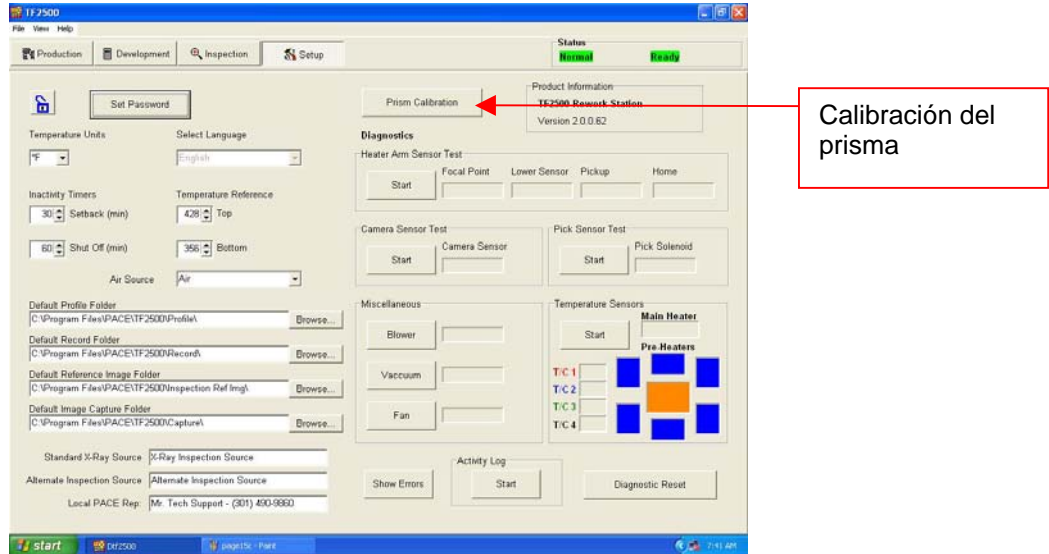 TF2500
File View Help
Production Development Inspection Setup
Status
Normal Ready
Set Password
Prism Calibration
Product Information
TF2500 Rework Station
Version 2.0.0.62
Calibración del
prisma
Temperature Units Select Language
°F English
Inactivity Timers Temperature Reference
30 Setback (min) 428 Top
60 Shut Off (min) 356 Bottom
Air Source Air
Default Profile Folder
C:\Program Files\PACE\TF2500\Profile\ Browse...
Default Record Folder
C:\Program Files\PACE\TF2500\Record\ Browse...
Default Reference Image Folder
C:\Program Files\PACE\TF2500\Inspection Ref Img\ Browse...
Default Image Capture Folder
C:\Program Files\PACE\TF2500\Capture\ Browse...
Standard X-Ray Source X-Ray Inspection Source
Alternate Inspection Source Alternate Inspection Source
Local PACE Rep: Mr. Tech Support - (301) 490-9860
Diagnostics
Heater Arm Sensor Test
Focal Point Lower Sensor Pickup Home
Start
Camera Sensor Test
Camera Sensor
Start
Pick Sensor Test
Pick Solenoid
Start
Miscellaneous
Blower
Vaccuum
Fan
Temperature Sensors
Main Heater
Start
Pre-Heaters
T/C 1
T/C 2
T/C 3
T/C 4
Show Errors
Activity Log
Start
Diagnostic Reset
start Dtf2500 page15c - Paint 7:41 AM